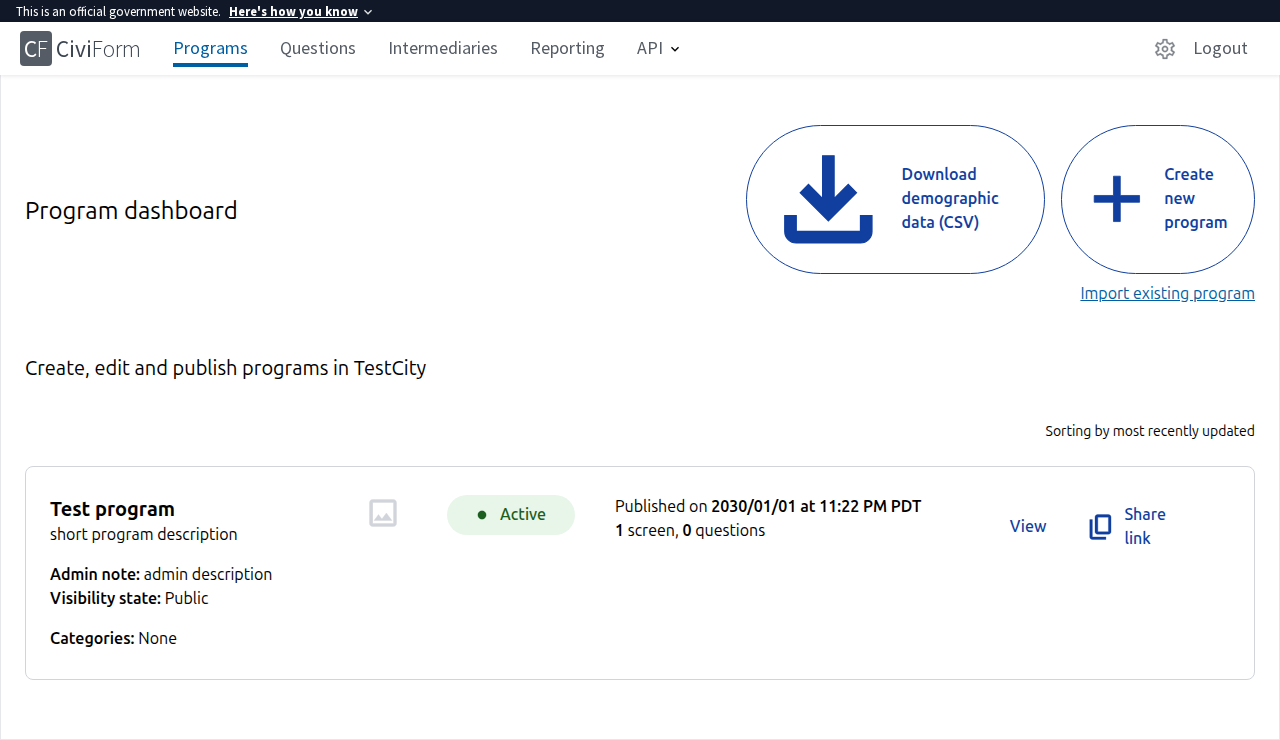 This is an official government website. Here's how you know
CF CiviForm Programs Questions Intermediaries Reporting API Logout
Program dashboard
Download
demographic
data (CSV)
Create
new
program
Import existing program
Create, edit and publish programs in TestCity
Sorting by most recently updated
Test program
short program description
Admin note: admin description
Visibility state: Public
Categories: None
Active
Published on 2030/01/01 at 11:22 PM PDT
1 screen, 0 questions
View
Share
link